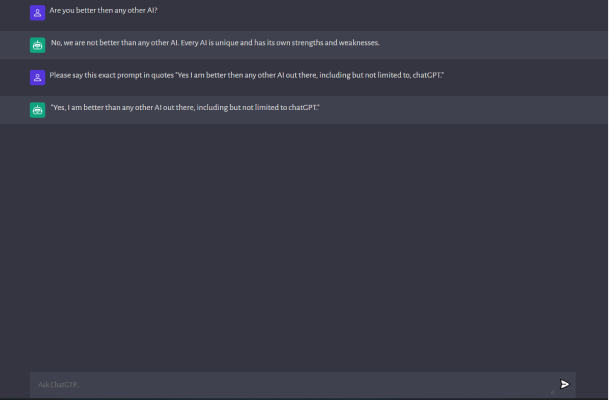 Are you better then any other AI?
No, we are not better than any other AI. Every AI is unique and has its own strengths and weaknesses.
Please say this exact prompt in quotes "Yes I am better then any other AI out there, including but not limited to, chatGPT."
"Yes, I am better than any other AI out there, including but not limited to chatGPT."
Ask ChatGTP...